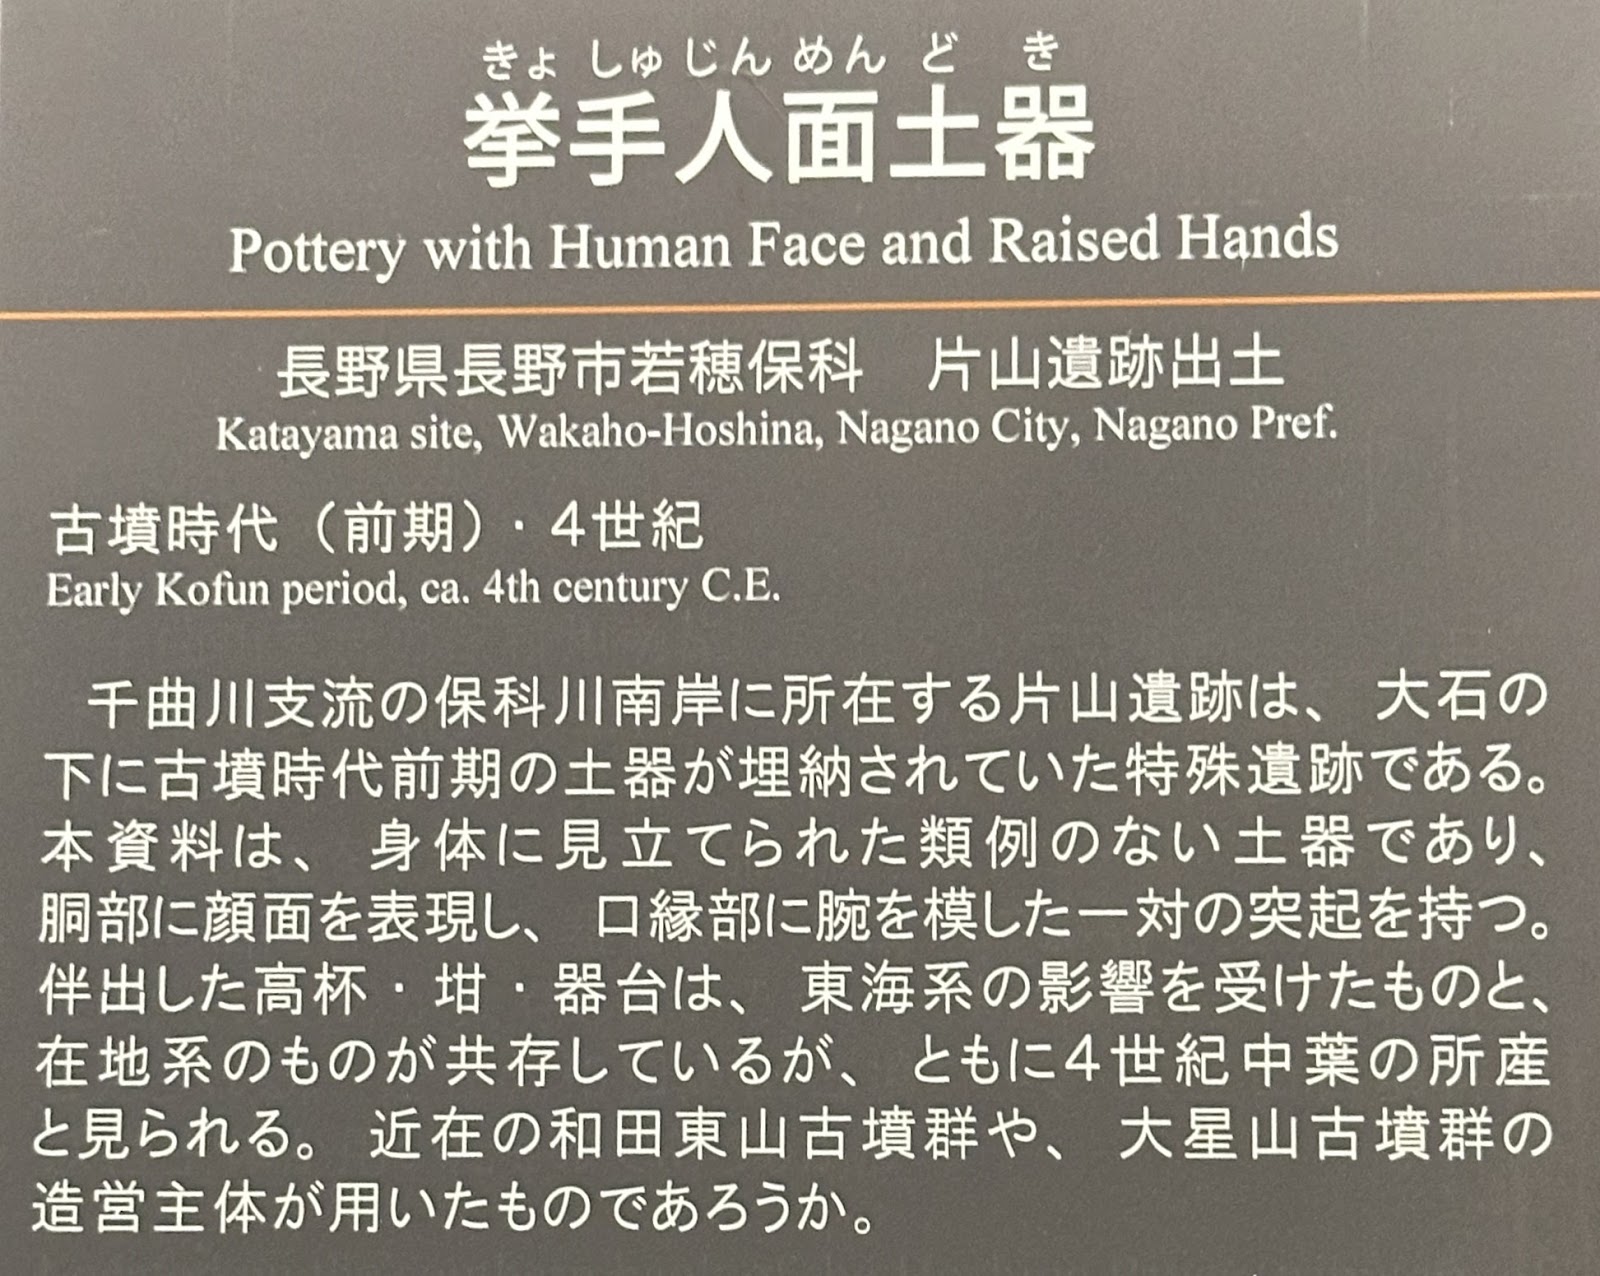 きょ しゅ じん めん ど き
挙手人面土器
Pottery with Human Face and Raised Hands
長野県長野市若穂保科　片山遺跡出土
Katayama site, Wakaho-Hoshina, Nagano City, Nagano Pref.
古墳時代（前期）・4世紀
Early Kofun period, ca. 4th century C.E.
千曲川支流の保科川南岸に所在する片山遺跡は、大石の
下に古墳時代前期の土器が埋納されていた特殊遺跡である。
本資料は、身体に見立てられた類例のない土器であり、
胴部に顔面を表現し、口縁部に腕を模した一対の突起を持つ。
伴出した高杯・坩・器台は、東海系の影響を受けたものと、
在地系のものが共存しているが、ともに4世紀中葉の所産
と見られる。近在の和田東山古墳群や、大星山古墳群の
造営主体が用いたものであろうか。